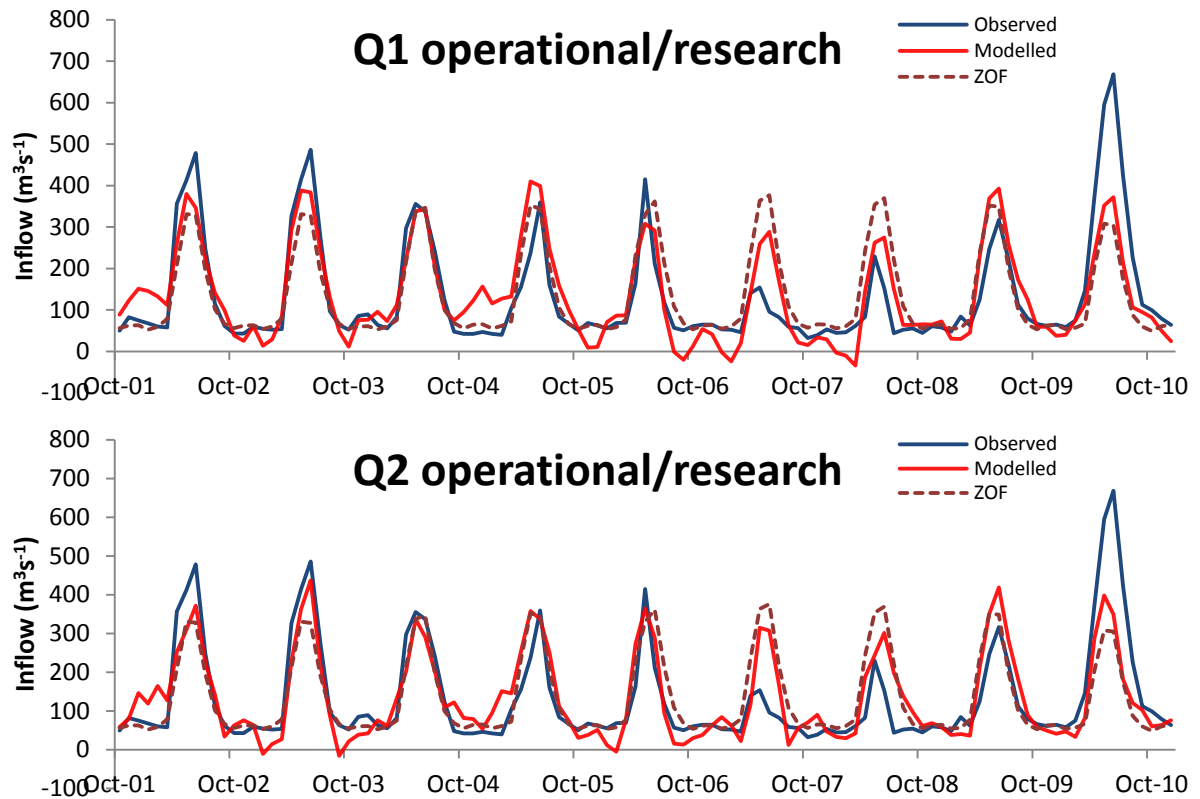 800
700
600
500
400
300
200
100
0
-100
Inflow (m³s⁻¹)
Q1 operational/research
Observed
Modelled
ZOF
Oct-01 Oct-02 Oct-03 Oct-04 Oct-05 Oct-06 Oct-07 Oct-08 Oct-09 Oct-10
800
700
600
500
400
300
200
100
0
-100
Inflow (m³s⁻¹)
Q2 operational/research
Observed
Modelled
ZOF
Oct-01 Oct-02 Oct-03 Oct-04 Oct-05 Oct-06 Oct-07 Oct-08 Oct-09 Oct-10